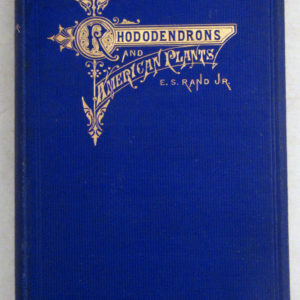 RHODODENDRONS
AND
AMERICAN PLANTS
E. S. RAND JR.